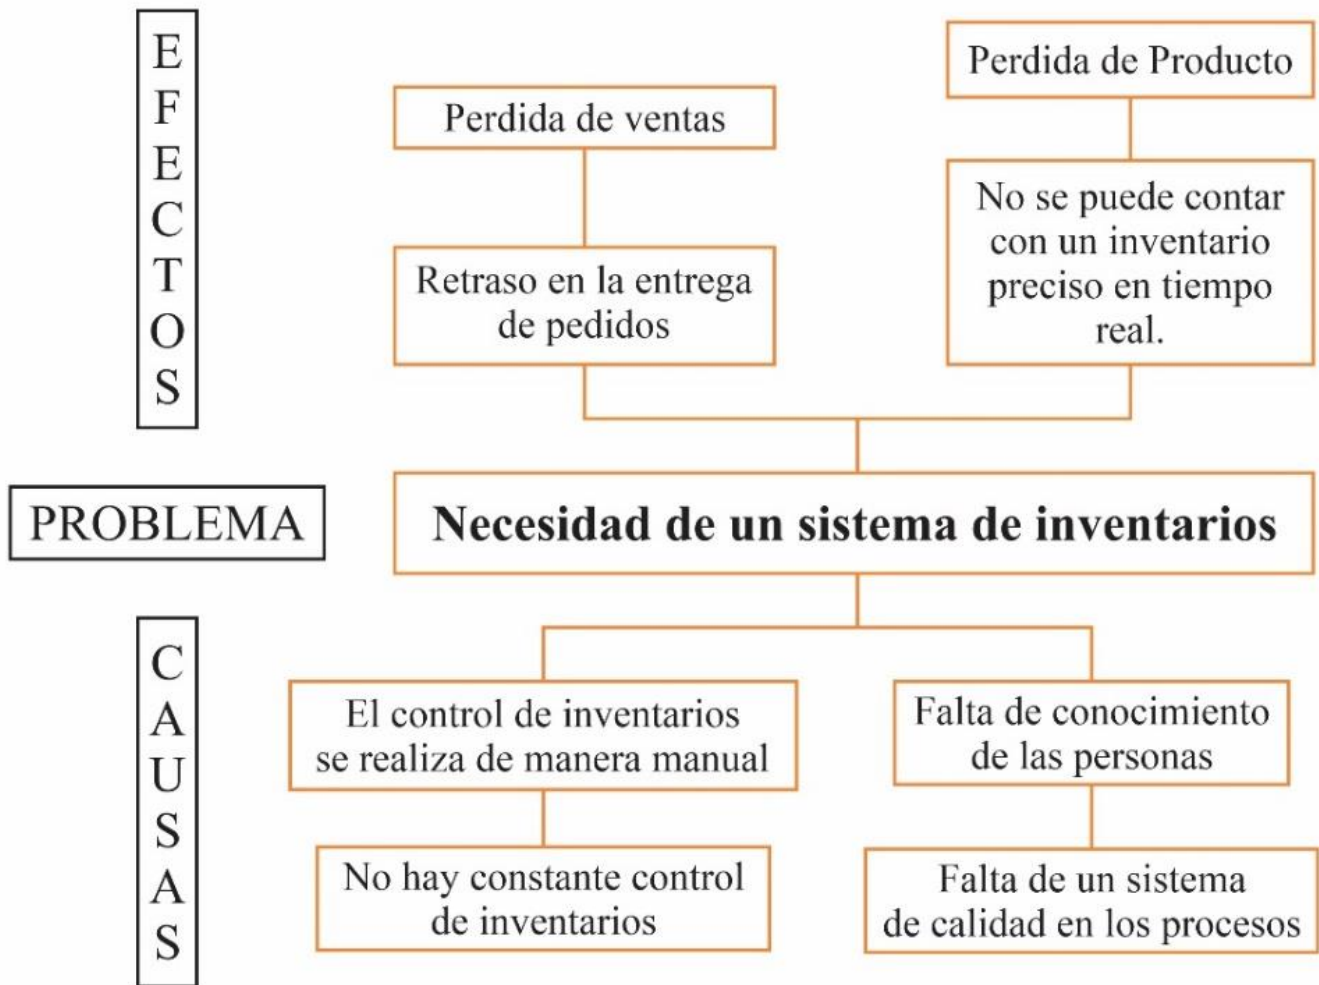 EFECTOS
Perdida de ventas
Perdida de Producto
Retraso en la entrega
de pedidos
No se puede contar
con un inventario
preciso en tiempo
real.
PROBLEMA
Necesidad de un sistema de inventarios
CAUSAS
El control de inventarios
se realiza de manera manual
Falta de conocimiento
de las personas
No hay constante control
de inventarios
Falta de un sistema
de calidad en los procesos